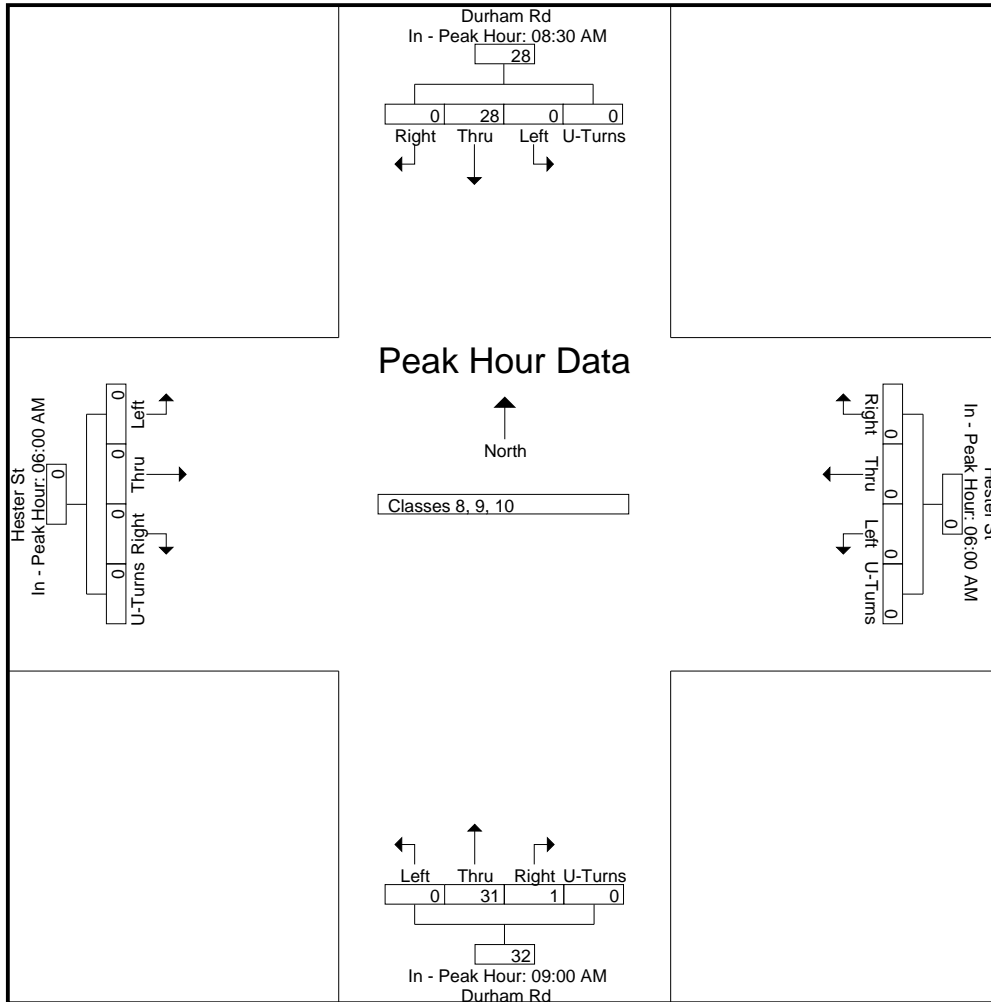 Durham Rd
In - Peak Hour: 08:30 AM
28
0 28 0 0
Right Thru Left U-Turns
Peak Hour Data
North
Classes 8, 9, 10
Hester St
In - Peak Hour: 06:00 AM
0
0 0 0 0
Left Thru Right U-Turns
Hester St
In - Peak Hour: 06:00 AM
0
0 0 0 0
Right Thru Left U-Turns
Left Thru Right U-Turns
0 31 1 0
32
In - Peak Hour: 09:00 AM
Durham Rd